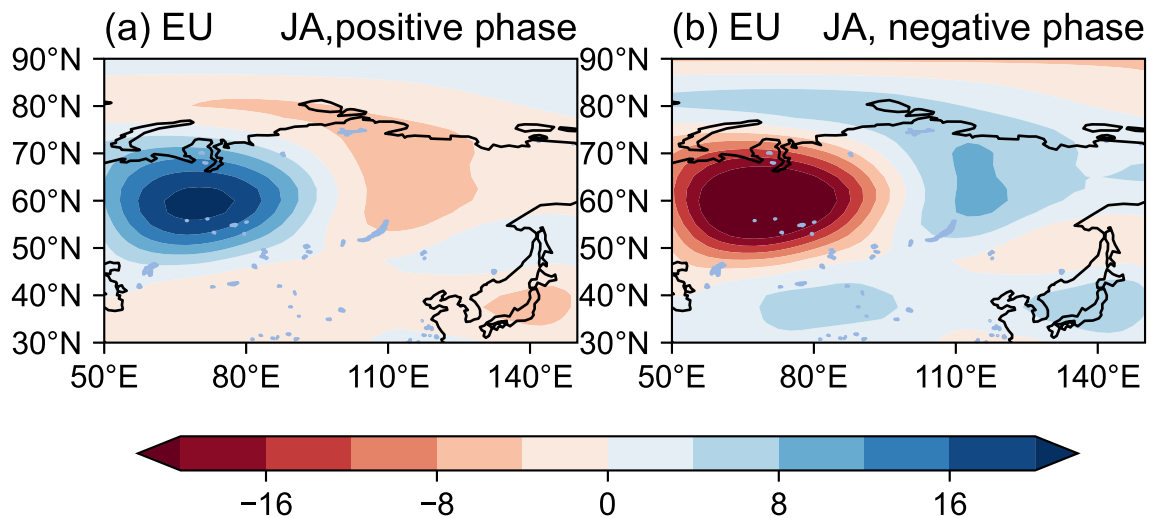 (a) EU JA,positive phase
(b) EU JA, negative phase
90°N
80°N
70°N
60°N
50°N
40°N
30°N
50°E 80°E 110°E 140°E
90°N
80°N
70°N
60°N
50°N
40°N
30°N
50°E 80°E 110°E 140°E
−16 −8 0 8 16